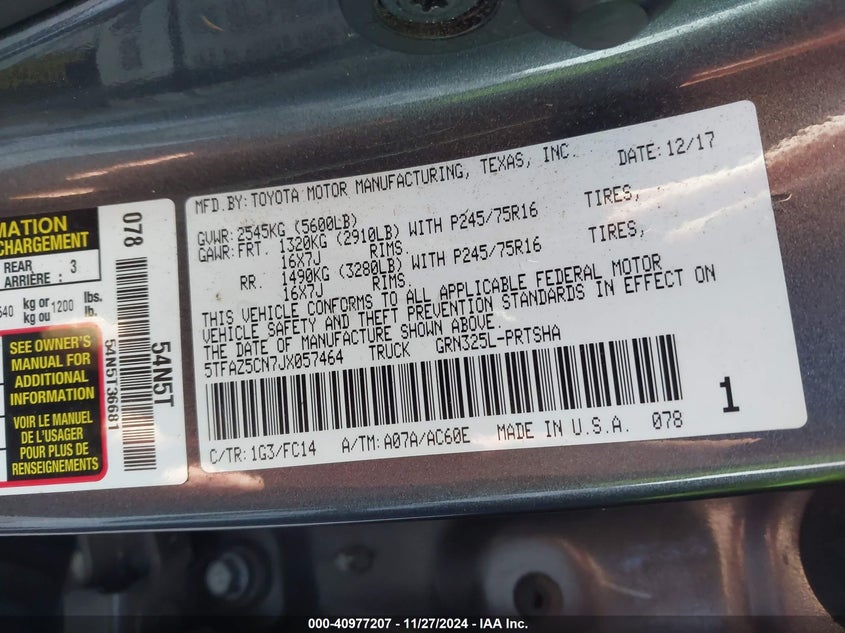 MATION
CHARGEMENT
REAR
ARRIÈRE : 3
540 kg or 1200 lbs.
kg ou lb.
SEE OWNER'S
MANUAL FOR
ADDITIONAL
INFORMATION
VOIR LE MANUEL
DE L'USAGER
POUR PLUS DE
RENSEIGNEMENTS
078
54N5T
54N5T36681
MFD. BY: TOYOTA MOTOR MANUFACTURING, TEXAS, INC. DATE: 12/17
GVWR: 2545KG (5600LB)
GAWR: FRT. 1320KG (2910LB) WITH P245/75R16 TIRES,
16X7J RIMS.
RR. 1490KG (3280LB) WITH P245/75R16 TIRES,
16X7J RIMS.
THIS VEHICLE CONFORMS TO ALL APPLICABLE FEDERAL MOTOR
VEHICLE SAFETY AND THEFT PREVENTION STANDARDS IN EFFECT ON
THE DATE OF MANUFACTURE SHOWN ABOVE.
5TFAZ5CN7JX057464 TRUCK GRN325L-PRTSHA
1
C/TR: 1G3/FC14 A/TM: A07A/AC60E MADE IN U.S.A. 078
000-40977207 - 11/27/2024 - IAA Inc.